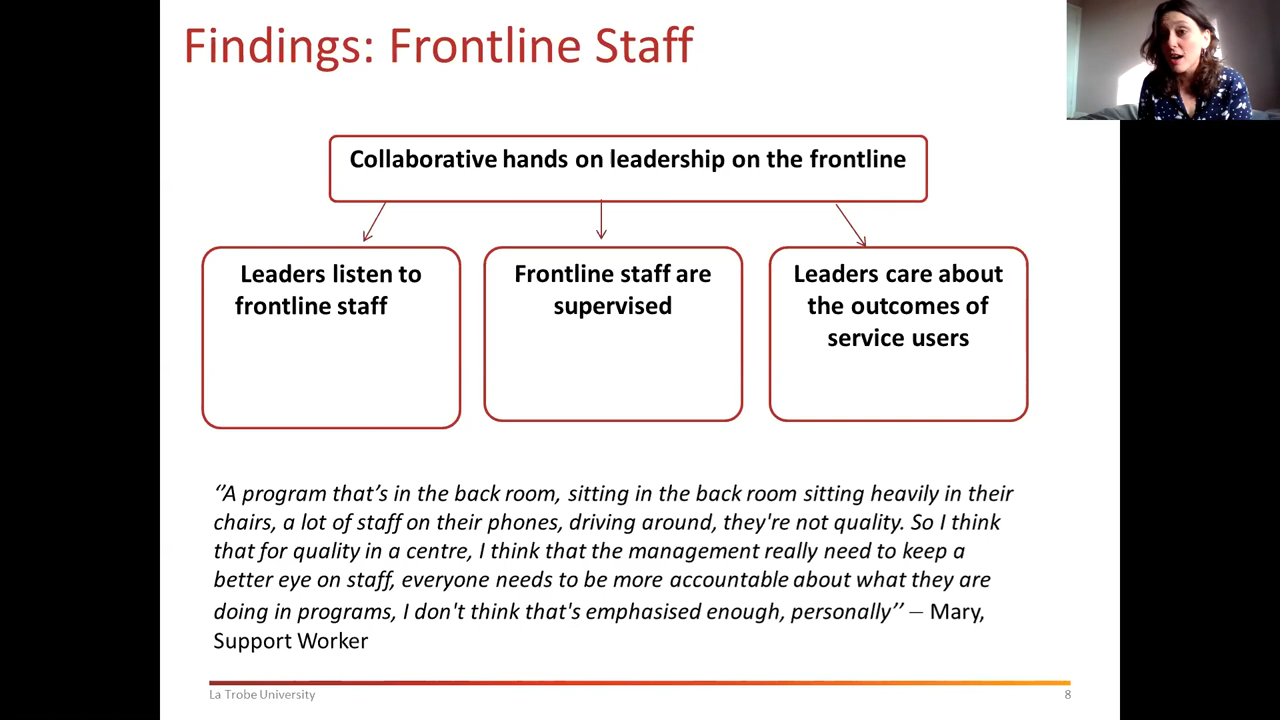 Findings: Frontline Staff
Collaborative hands on leadership on the frontline
Leaders listen to
frontline staff
Frontline staff are
supervised
Leaders care about
the outcomes of
service users
‘’A program that’s in the back room, sitting in the back room sitting heavily in their
chairs, a lot of staff on their phones, driving around, they're not quality. So I think
that for quality in a centre, I think that the management really need to keep a
better eye on staff, everyone needs to be more accountable about what they are
doing in programs, I don't think that's emphasised enough, personally’’ – Mary,
Support Worker
La Trobe University
8